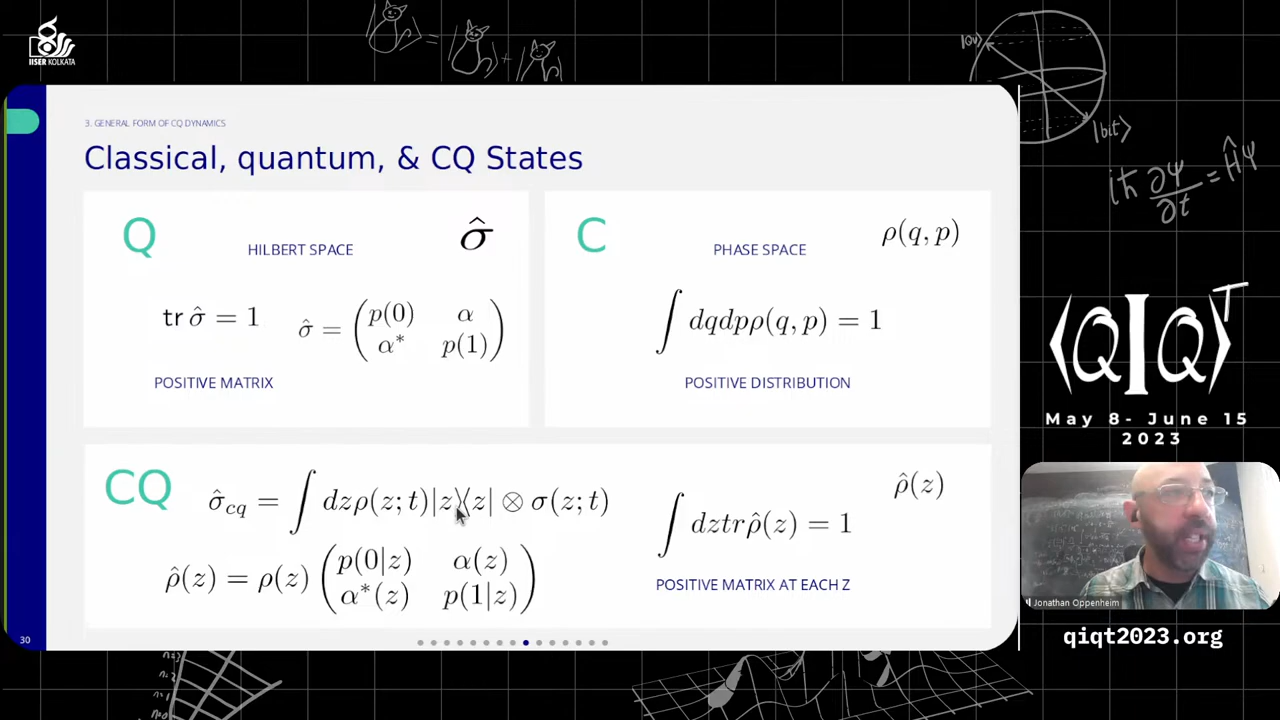 IISER KOLKATA
3. GENERAL FORM OF CQ DYNAMICS
Classical, quantum, & CQ States
Q
HILBERT SPACE
σ̂
tr σ̂ = 1
σ̂ = ( p(0) α
α* p(1) )
POSITIVE MATRIX
C
PHASE SPACE
ρ(q, p)
∫ dqdpρ(q, p) = 1
POSITIVE DISTRIBUTION
CQ
σ̂_cq = ∫ dzρ(z; t)|z⟩⟨z| ⊗ σ(z; t)
ρ̂(z) = ρ(z) ( p(0|z) α(z)
α*(z) p(1|z) )
ρ̂(z)
∫ dztrρ̂(z) = 1
POSITIVE MATRIX AT EACH Z
30
|bit⟩
iħ ∂ψ/∂t = Ĥψ
⟨Q|Q⟩ᵀ
May 8- June 15
2023
Jonathan Oppenheim
qiqt2023.org
n=2
n=1
n=0